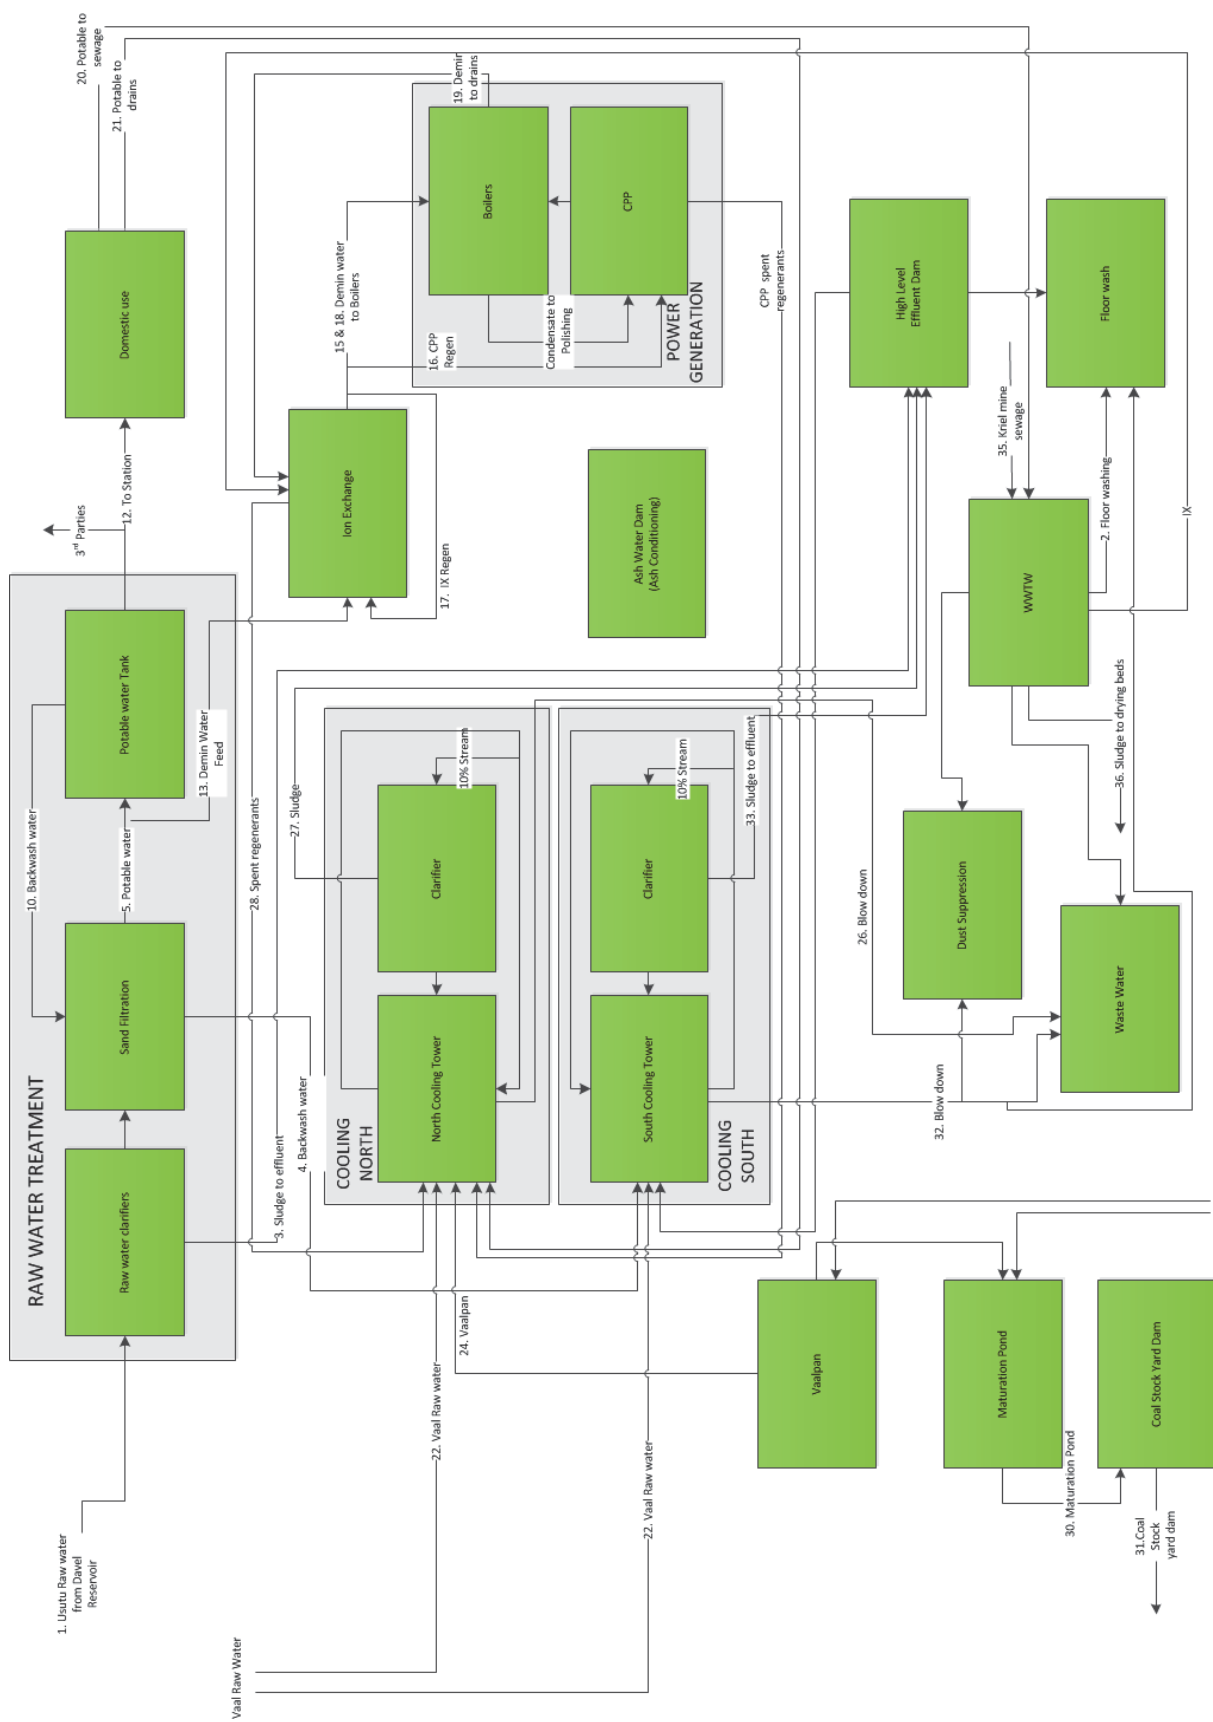 RAW WATER TREATMENT
1. Usutu Raw water
from Davel
Reservoir
Raw water clarifiers
Sand Filtration
Potable water Tank
Domestic use
10. Backwash water
5. Potable water
13. Demin Water
Feed
3rd Parties
12. To Station
20. Potable to
sewage
21. Potable to
drains
3. Sludge to effluent
4. Backwash water
28. Spent regenerants
27. Sludge
Ion Exchange
17. IX Regen
15 & 18. Demin water
to Boilers
16. CPP
Regen
19. Demin
to drains
Boilers
CPP
Condensate to
Polishing
POWER
GENERATION
CPP spent
regenerants
Vaal Raw Water
22. Vaal Raw water
24. Vaalpan
22. Vaal Raw water
COOLING
NORTH
North Cooling Tower
Clarifier
10% Stream
COOLING
SOUTH
South Cooling Tower
Clarifier
10% Stream
33. Sludge to effluent
Ash Water Dam
(Ash Conditioning)
High Level
Effluent Dam
Floor wash
35. Kriel mine
sewage
WWTW
2. Floor washing
IX
36. Sludge to drying beds
26. Blow down
32. Blow down
Dust Suppression
Waste Water
Vaalpan
Maturation Pond
30. Maturation Pond
Coal Stock Yard Dam
31.Coal
Stock
yard dam